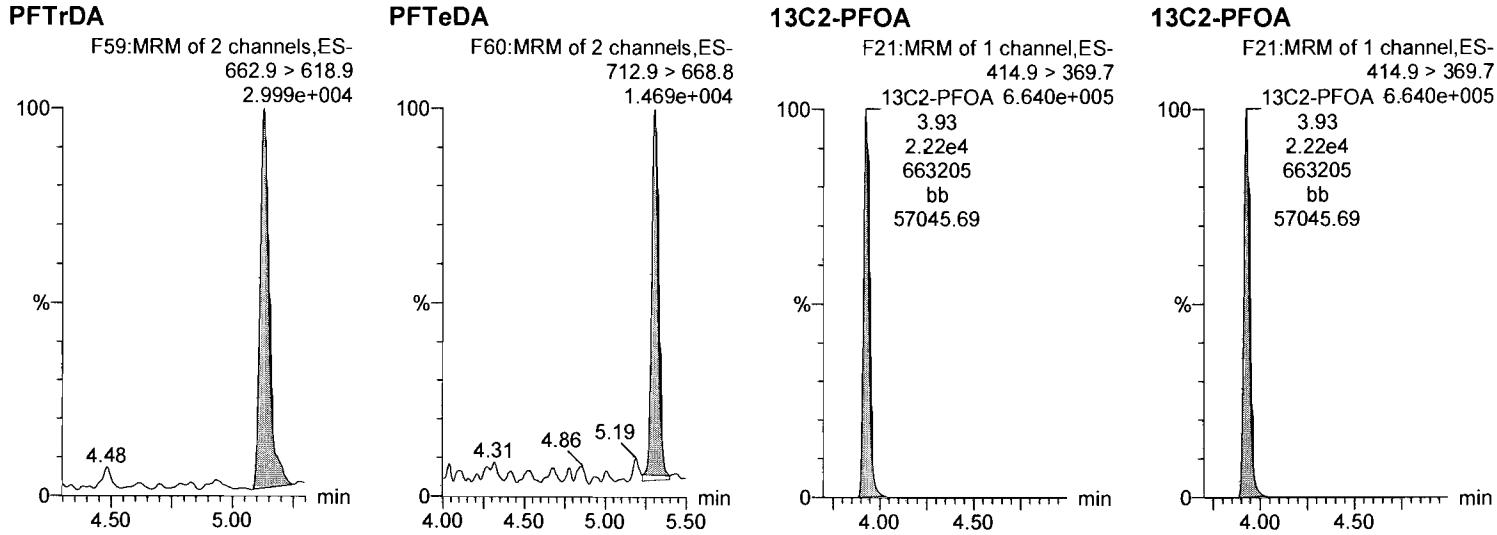 PFTrDA
F59:MRM of 2 channels,ES-
662.9 > 618.9
2.999e+004
100
%
0
4.48
4.50
5.00
min
PFTeDA
F60:MRM of 2 channels,ES-
712.9 > 668.8
1.469e+004
100
%
0
4.31
4.86
5.19
4.00
4.50
5.00
5.50
min
13C2-PFOA
F21:MRM of 1 channel,ES-
414.9 > 369.7
13C2-PFOA 6.640e+005
100
3.93
2.22e4
663205
bb
57045.69
%
0
4.00
4.50
min
13C2-PFOA
F21:MRM of 1 channel,ES-
414.9 > 369.7
13C2-PFOA 6.640e+005
100
3.93
2.22e4
663205
bb
57045.69
%
0
4.00
4.50
min